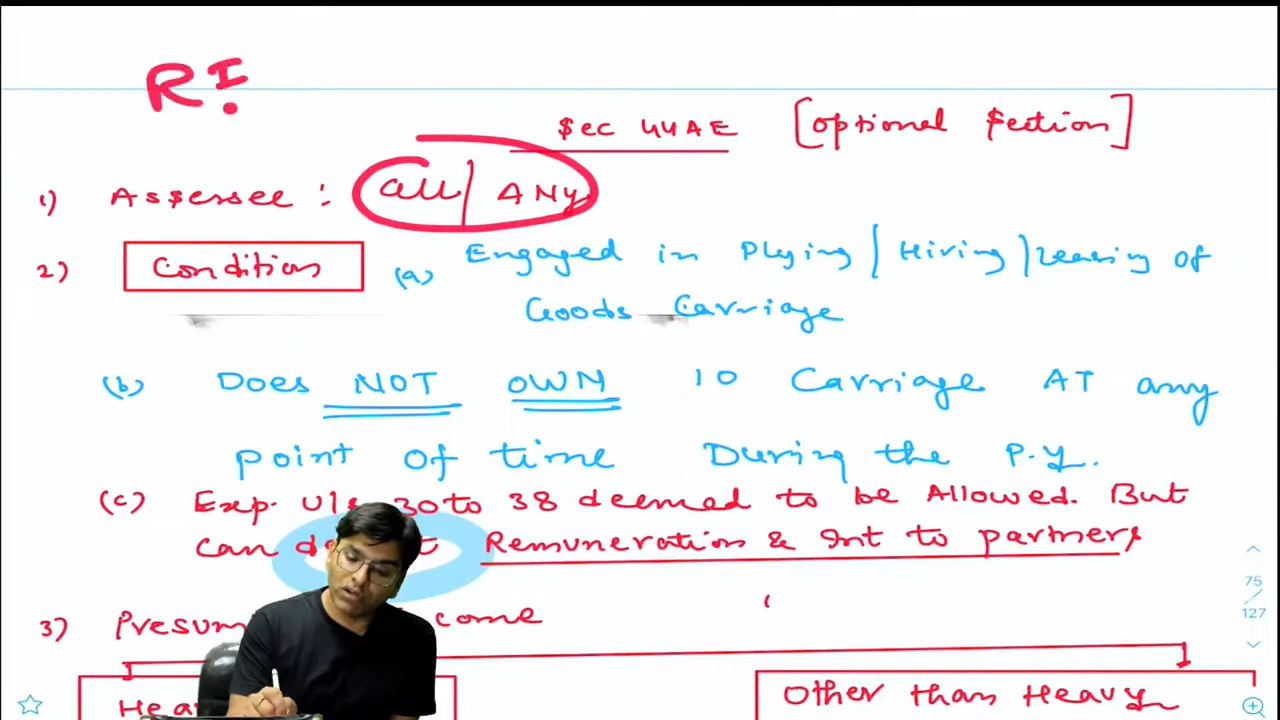 RI.
Sec 44AE [optional Section]
1) Assessee : all / ANY
2) Condition (a) Engaged in Plying / Hiring / Leasing of
Goods Carriage
(b) Does NOT OWN 10 Carriage AT any
point of time During the P.Y.
(c) Exp. U/s 30 to 38 deemed to be Allowed. But
can Remuneration & Int to partners
3)
Other than Heavy
75
127